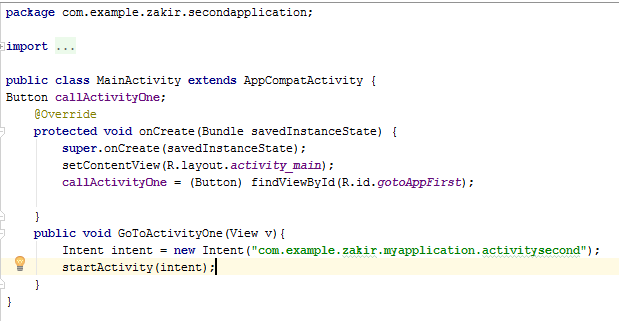 package com.example.zakir.secondapplication;
import ...
public class MainActivity extends AppCompatActivity {
Button callActivityOne;
@Override
protected void onCreate(Bundle savedInstanceState) {
super.onCreate(savedInstanceState);
setContentView(R.layout.activity_main);
callActivityOne = (Button) findViewById(R.id.gotoAppFirst);
}
public void GoToActivityOne(View v){
Intent intent = new Intent("com.example.zakir.myapplication.activitysecond");
startActivity(intent);
}
}